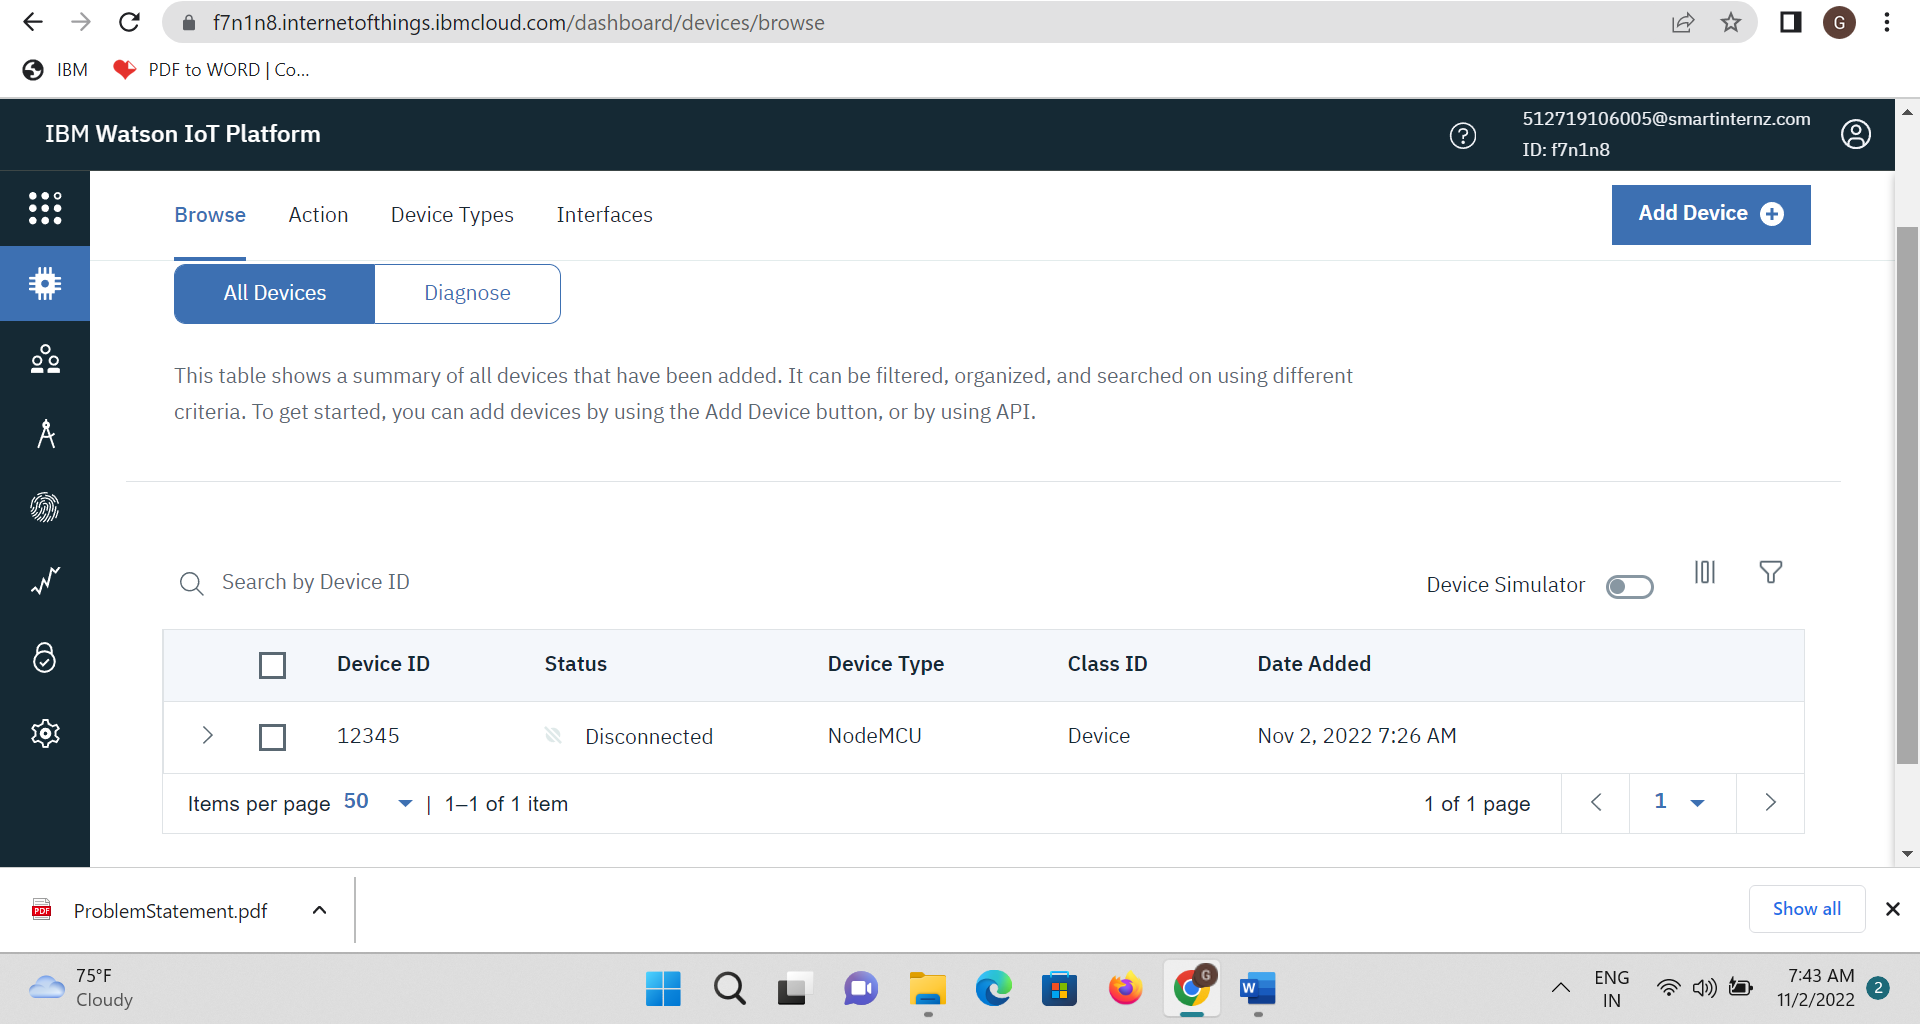 f7n1n8.internetofthings.ibmcloud.com/dashboard/devices/browse
G
IBM
PDF to WORD | Co...
IBM Watson IoT Platform
?
512719106005@smartinternz.com
ID: f7n1n8
Browse
Action
Device Types
Interfaces
Add Device
All Devices
Diagnose
This table shows a summary of all devices that have been added. It can be filtered, organized, and searched on using different
criteria. To get started, you can add devices by using the Add Device button, or by using API.
Search by Device ID
Device Simulator
Device ID Status Device Type Class ID Date Added
12345 Disconnected NodeMCU Device Nov 2, 2022 7:26 AM
Items per page 50 | 1–1 of 1 item 1 of 1 page 1
PDF
ProblemStatement.pdf
Show all
75°F
Cloudy
G
W
ENG
IN
7:43 AM
11/2/2022
2